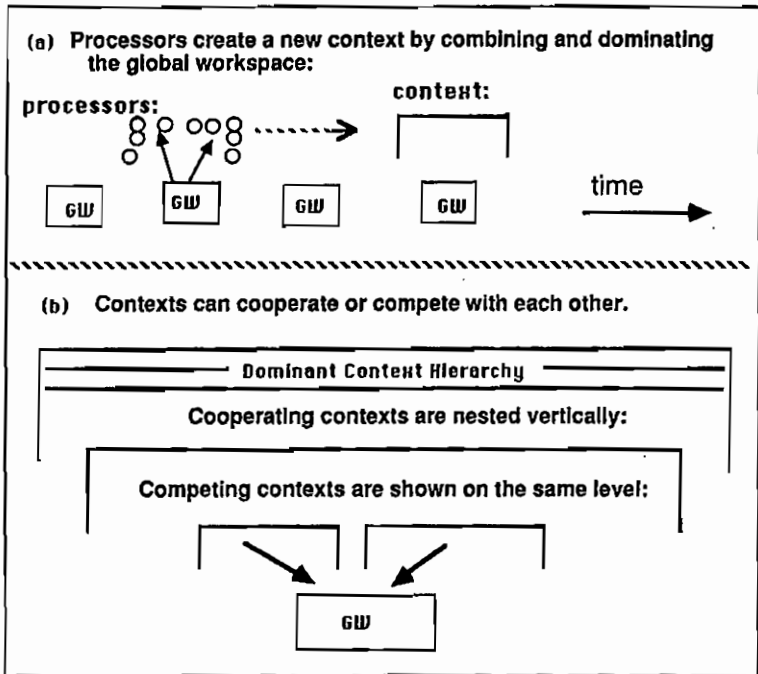 (a) Processors create a new context by combining and dominating
the global workspace:
processors:
context:
GW GW GW GW
time
(b) Contexts can cooperate or compete with each other.
Dominant Context Hierarchy
Cooperating contexts are nested vertically:
Competing contexts are shown on the same level:
GW